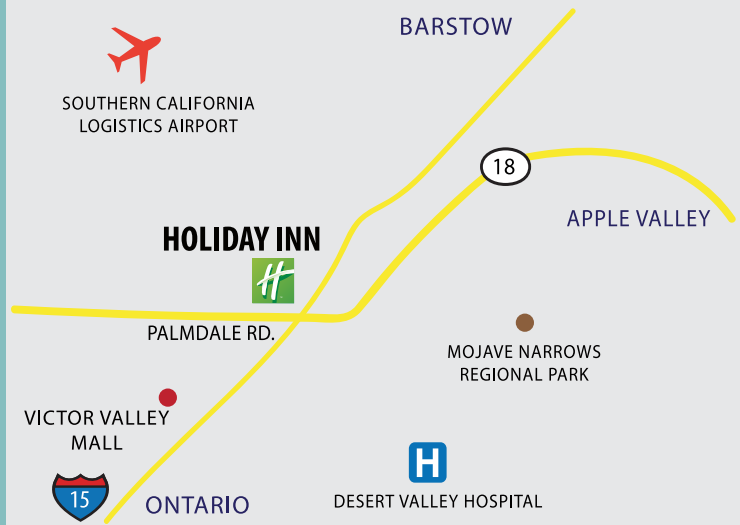 BARSTOW
SOUTHERN CALIFORNIA
LOGISTICS AIRPORT
18
APPLE VALLEY
HOLIDAY INN
H
PALMDALE RD.
MOJAVE NARROWS
REGIONAL PARK
VICTOR VALLEY
MALL
H
15
ONTARIO
DESERT VALLEY HOSPITAL